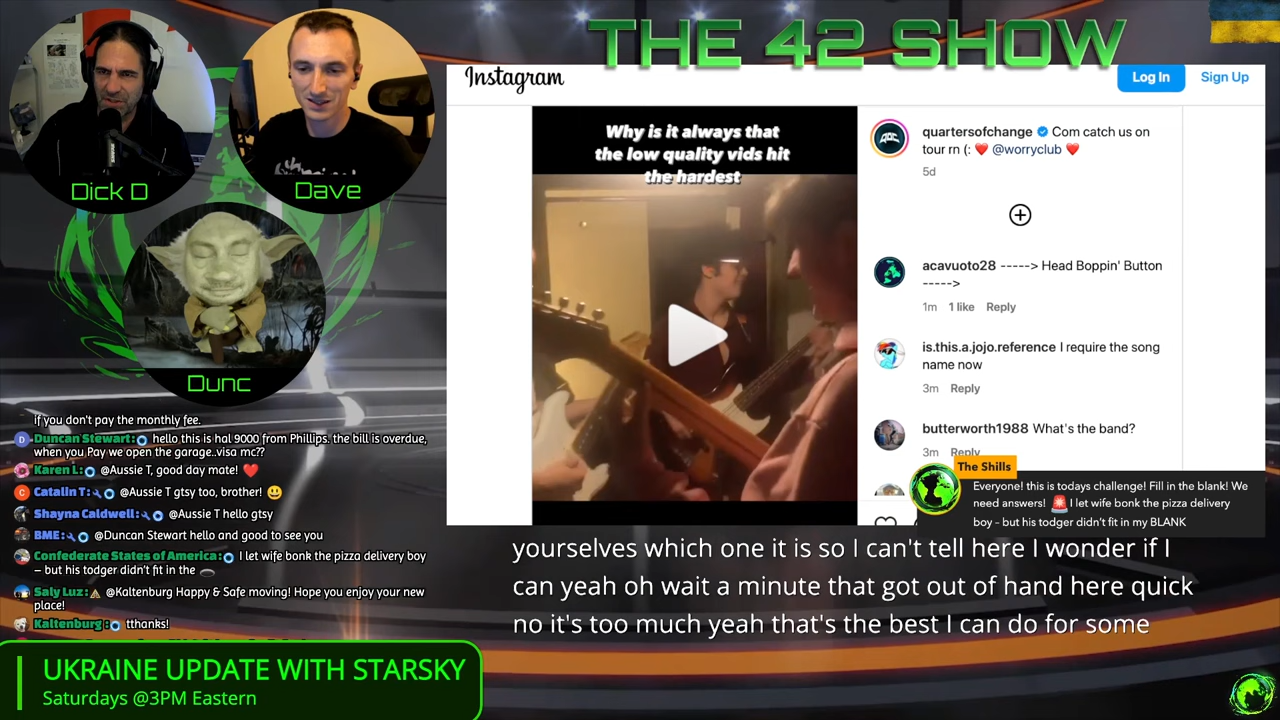 THE 42 SHOW
Dick D
Dave
Dunc
Instagram
Log In
Sign Up
Why is it always that
the low quality vids hit
the hardest
quartersofchange Com catch us on
tour rn (: ❤️ @worryclub ❤️
5d
acavuoto28 -----> Head Boppin' Button
----->
1m 1 like Reply
is.this.a.jojo.reference I require the song
name now
3m Reply
butterworth1988 What's the band?
3m Reply
The Shills
Everyone! this is todays challenge! Fill in the blank! We
need answers! 🚨 I let wife bonk the pizza delivery
boy - but his todger didn't fit in my BLANK
if you don't pay the monthly fee.
D Duncan Stewart: hello this is hal 9000 from Phillips. the bill is overdue,
when you Pay we open the garage..visa mc??
Karen L: @Aussie T, good day mate! ❤️
C Catalin T: @Aussie T gtsy too, brother! 😃
Shayna Caldwell: @Aussie T hello gtsy
BME: @Duncan Stewart hello and good to see you
Confederate States of America: I let wife bonk the pizza delivery boy
– but his todger didn't fit in the 🕳️
Saly Luz: @Kaltenburg Happy & Safe moving! Hope you enjoy your new
place!
Kaltenburg: tthanks!
yourselves which one it is so I can't tell here I wonder if I
can yeah oh wait a minute that got out of hand here quick
no it's too much yeah that's the best I can do for some
UKRAINE UPDATE WITH STARSKY
Saturdays @3PM Eastern